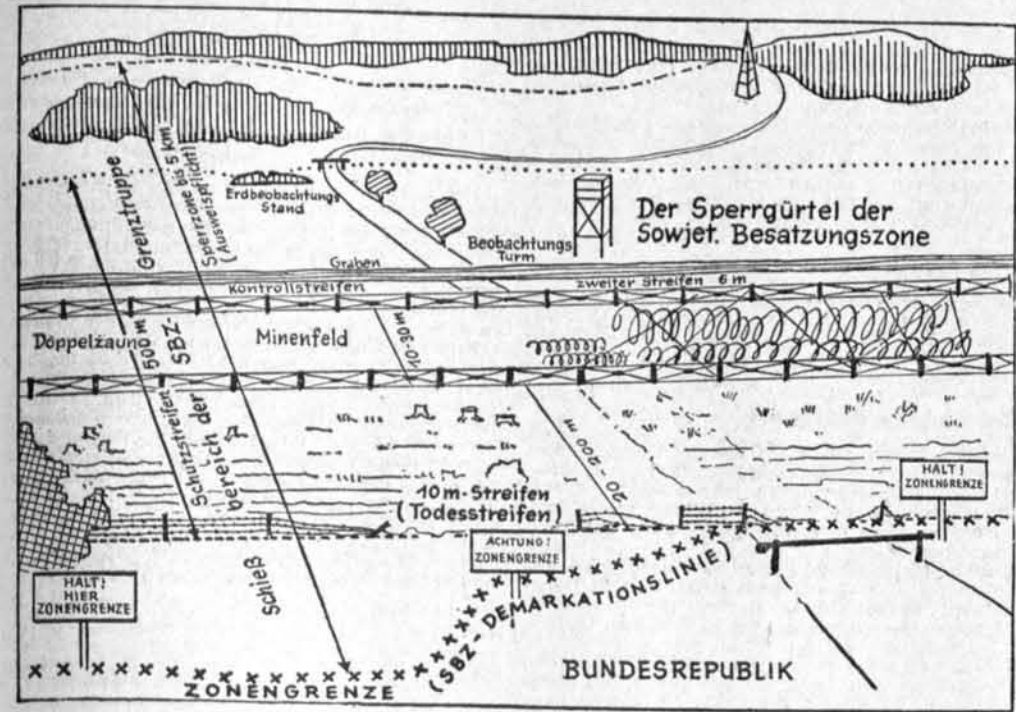 Sperrzone bis 5 km
(Ausweispflicht)
Erdbeobachtungs
Stand
Beobachtungs
Turm
Der Sperrgürtel der
Sowjet. Besatzungszone
Graben
Kontrollstreifen
zweiter Streifen 6 m
Doppelzaun
Minenfeld
10-30 m
Schutzstreifen 500 m
Schieß Bereich der SBZ- Grenztruppe
20 - 200 m
10 m-Streifen
(Todesstreifen)
HALT!
ZONENGRENZE
ACHTUNG!
ZONENGRENZE
HALT!
HIER
ZONENGRENZE
ZONENGRENZE
(SBZ DEMARKATIONSLINIE)
BUNDESREPUBLIK